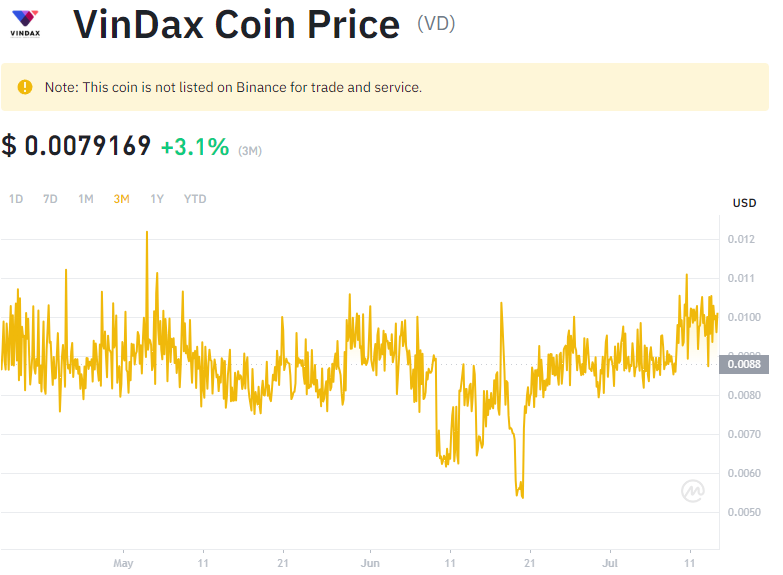 VINDAX
VinDax Coin Price (VD)
Note: This coin is not listed on Binance for trade and service.
$ 0.0079169 +3.1% (3M)
1D 7D 1M 3M 1Y YTD
USD
0.012
0.011
0.0100
0.0090
0.0088
0.0080
0.0070
0.0060
0.0050
May 11 21 Jun 11 21 Jul 11